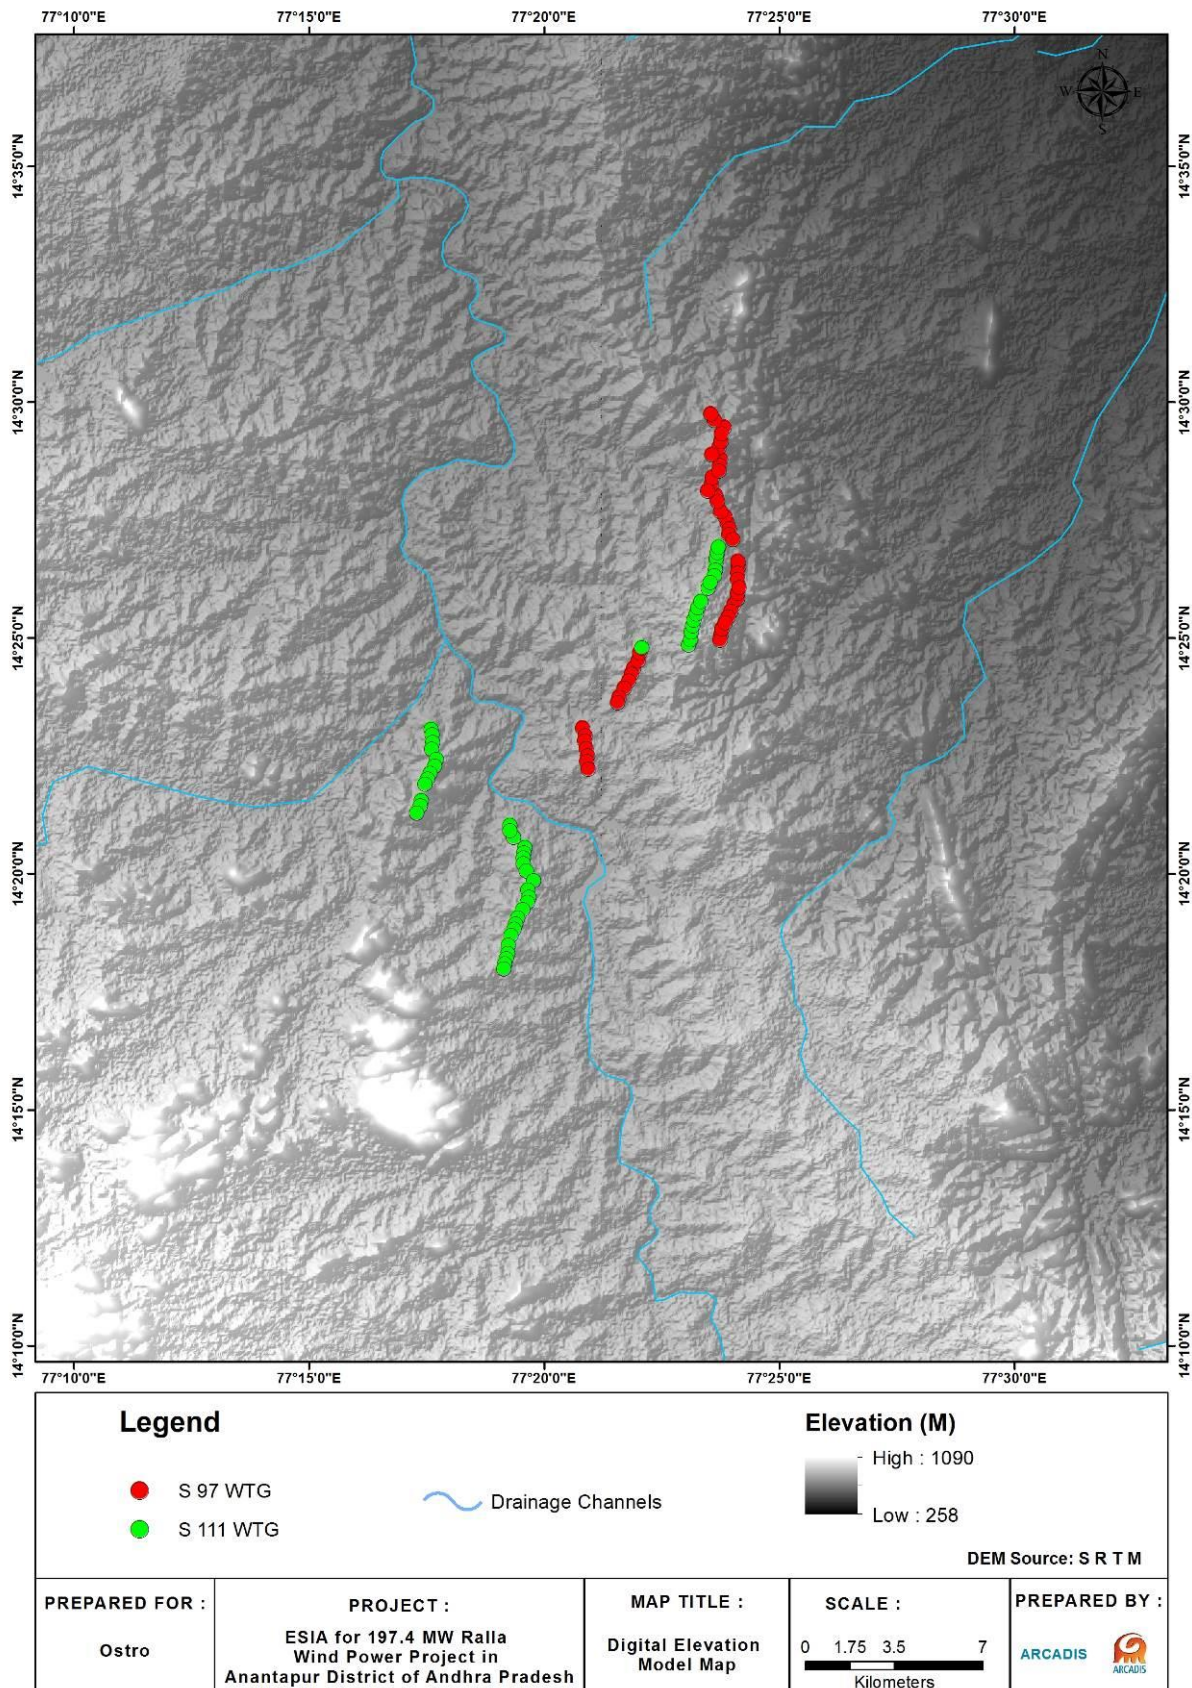 77°10'0"E 77°15'0"E 77°20'0"E 77°25'0"E 77°30'0"E
N
W E
S
14°35'0"N 14°35'0"N
14°30'0"N 14°30'0"N
14°25'0"N 14°25'0"N
14°20'0"N 14°20'0"N
14°15'0"N 14°15'0"N
14°10'0"N 14°10'0"N
77°10'0"E 77°15'0"E 77°20'0"E 77°25'0"E 77°30'0"E
Legend
S 97 WTG
S 111 WTG
Drainage Channels
Elevation (M)
High : 1090
Low : 258
DEM Source: S R T M
PREPARED FOR :
Ostro
PROJECT :
ESIA for 197.4 MW Ralla
Wind Power Project in
Anantapur District of Andhra Pradesh
MAP TITLE :
Digital Elevation
Model Map
SCALE :
0 1.75 3.5 7
Kilometers
PREPARED BY :
ARCADIS
ARCADIS